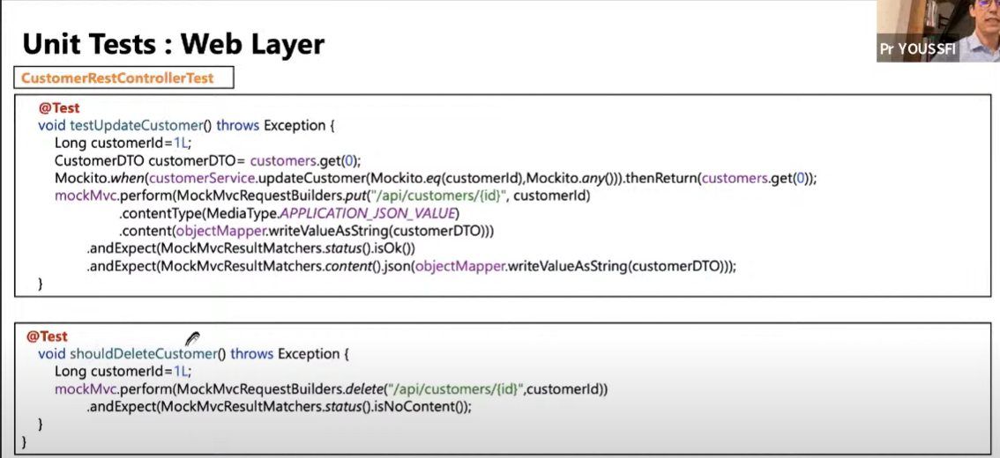 Unit Tests : Web Layer
Pr YOUSSFI
CustomerRestControllerTest
@Test
void testUpdateCustomer() throws Exception {
Long customerId=1L;
CustomerDTO customerDTO= customers.get(0);
Mockito.when(customerService.updateCustomer(Mockito.eq(customerId),Mockito.any())).thenReturn(customers.get(0));
mockMvc.perform(MockMvcRequestBuilders.put("/api/customers/{id}", customerId)
.contentType(MediaType.APPLICATION_JSON_VALUE)
.content(objectMapper.writeValueAsString(customerDTO)))
.andExpect(MockMvcResultMatchers.status().isOk())
.andExpect(MockMvcResultMatchers.content().json(objectMapper.writeValueAsString(customerDTO)));
}
@Test
void shouldDeleteCustomer() throws Exception {
Long customerId=1L;
mockMvc.perform(MockMvcRequestBuilders.delete("/api/customers/{id}",customerId))
.andExpect(MockMvcResultMatchers.status().isNoContent());
}
}